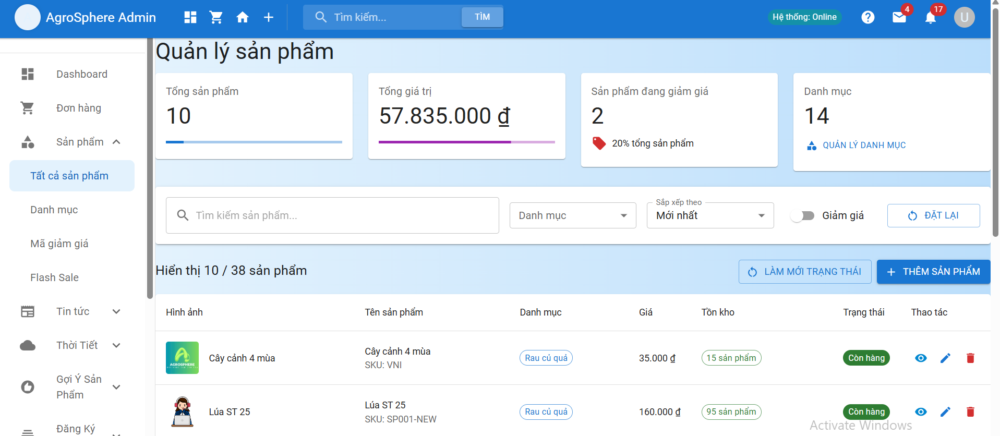 AgroSphere Admin
Tìm kiếm...
TÌM
Hệ thống: Online
4
17
U
Dashboard
Đơn hàng
Sản phẩm
Tất cả sản phẩm
Danh mục
Mã giảm giá
Flash Sale
Tin tức
Thời Tiết
Gợi Ý Sản
Phẩm
Đăng Ký
Quản lý sản phẩm
Tổng sản phẩm
10
Tổng giá trị
57.835.000 ₫
Sản phẩm đang giảm giá
2
20% tổng sản phẩm
Danh mục
14
QUẢN LÝ DANH MỤC
Tìm kiếm sản phẩm...
Danh mục
Sắp xếp theo
Mới nhất
Giảm giá
ĐẶT LẠI
Hiển thị 10 / 38 sản phẩm
LÀM MỚI TRẠNG THÁI
THÊM SẢN PHẨM
Hình ảnh Tên sản phẩm Danh mục Giá Tồn kho Trạng thái Thao tác
AGROSPHERE
Cây cảnh 4 mùa
Cây cảnh 4 mùa
SKU: VNI
Rau củ quả
35.000 ₫
15 sản phẩm
Còn hàng
Lúa ST 25
Lúa ST 25
SKU: SP001-NEW
Rau củ quả
160.000 ₫
95 sản phẩm
Còn hàng
Activate Windows